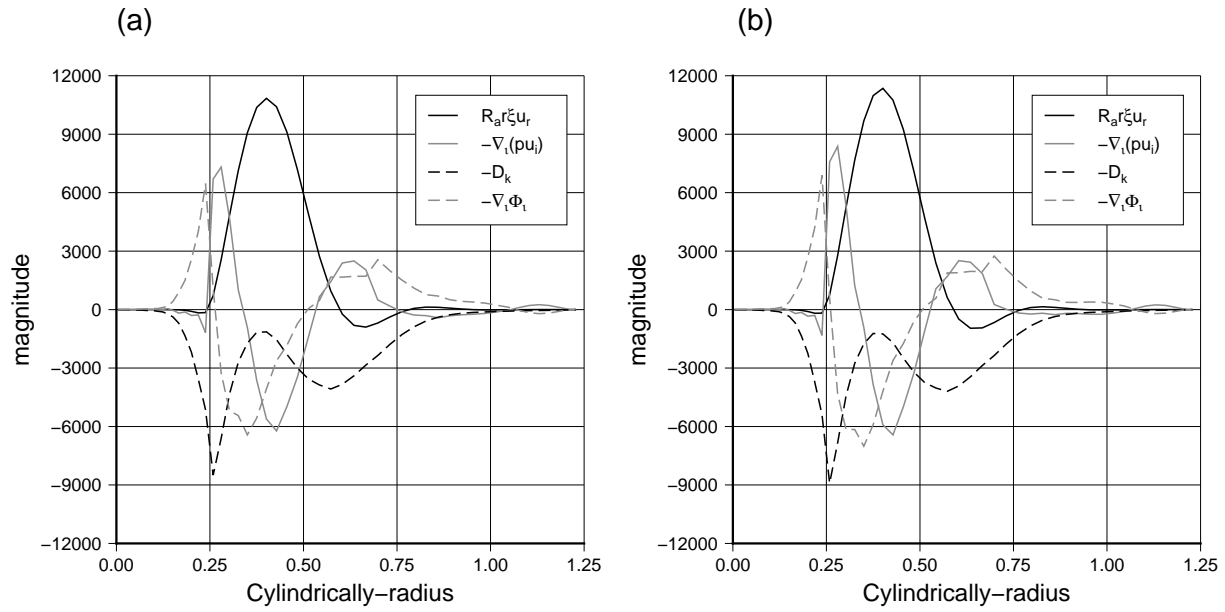 (a)
12000
9000
6000
3000
0
−3000
−6000
−9000
−12000
magnitude
0.00 0.25 0.50 0.75 1.00 1.25
Cylindrically−radius
Rₐrξuᵣ
−∇ᵢ(puᵢ)
−Dₖ
−∇ᵢΦᵢ
(b)
12000
9000
6000
3000
0
−3000
−6000
−9000
−12000
magnitude
0.00 0.25 0.50 0.75 1.00 1.25
Cylindrically−radius
Rₐrξuᵣ
−∇ᵢ(puᵢ)
−Dₖ
−∇ᵢΦᵢ